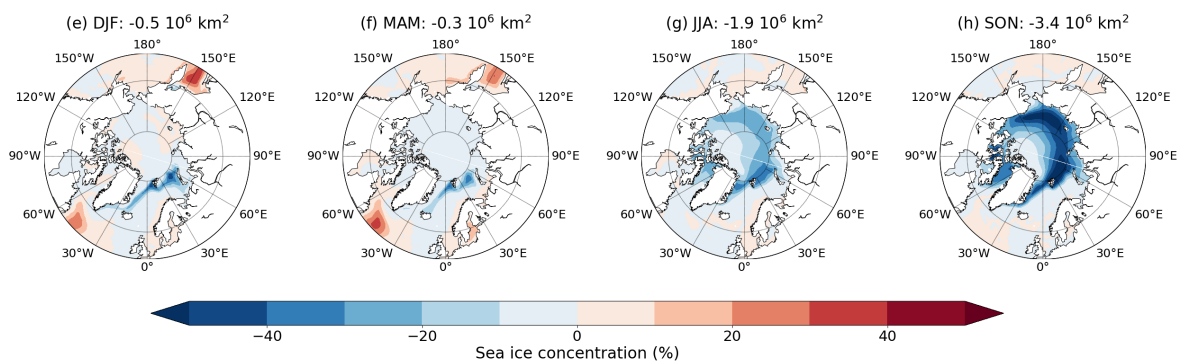 (e) DJF: -0.5 10⁶ km² (f) MAM: -0.3 10⁶ km² (g) JJA: -1.9 10⁶ km² (h) SON: -3.4 10⁶ km²
180° 180° 180° 180°
150°W 150°E 150°W 150°E 150°W 150°E 150°W 150°E
120°W 120°E 120°W 120°E 120°W 120°E 120°W 120°E
90°W 90°E 90°W 90°E 90°W 90°E 90°W 90°E
60°W 60°E 60°W 60°E 60°W 60°E 60°W 60°E
30°W 30°E 30°W 30°E 30°W 30°E 30°W 30°E
0° 0° 0° 0°
−40 −20 0 20 40
Sea ice concentration (%)